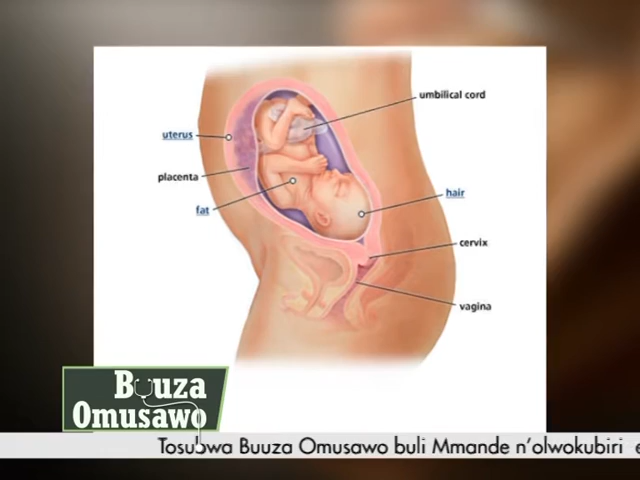 umbilical cord
uterus
placenta
fat
hair
cervix
vagina
Buuza
Omusawo
Tosubwa Buuza Omusawo buli Mmande n'olwokubiri